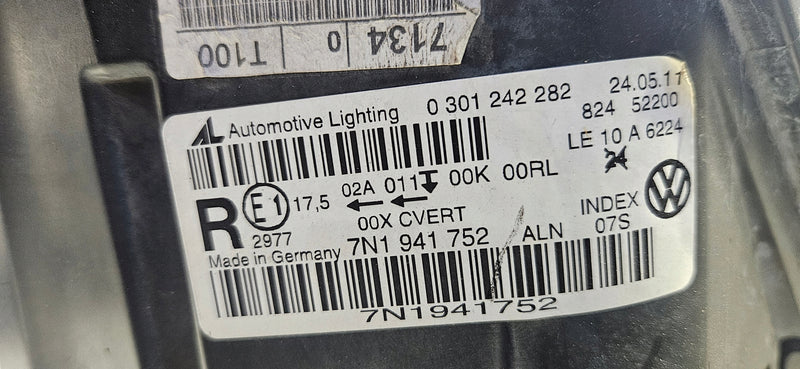 7134 0 T100
AL Automotive Lighting 0 301 242 282 24.05.11
824 52200
LE 10 A 6224
24
R E1 17,5 02A 011 00K 00RL
2977 00X CVERT INDEX
Made in Germany 7N1 941 752 ALN 07S
7N1941752